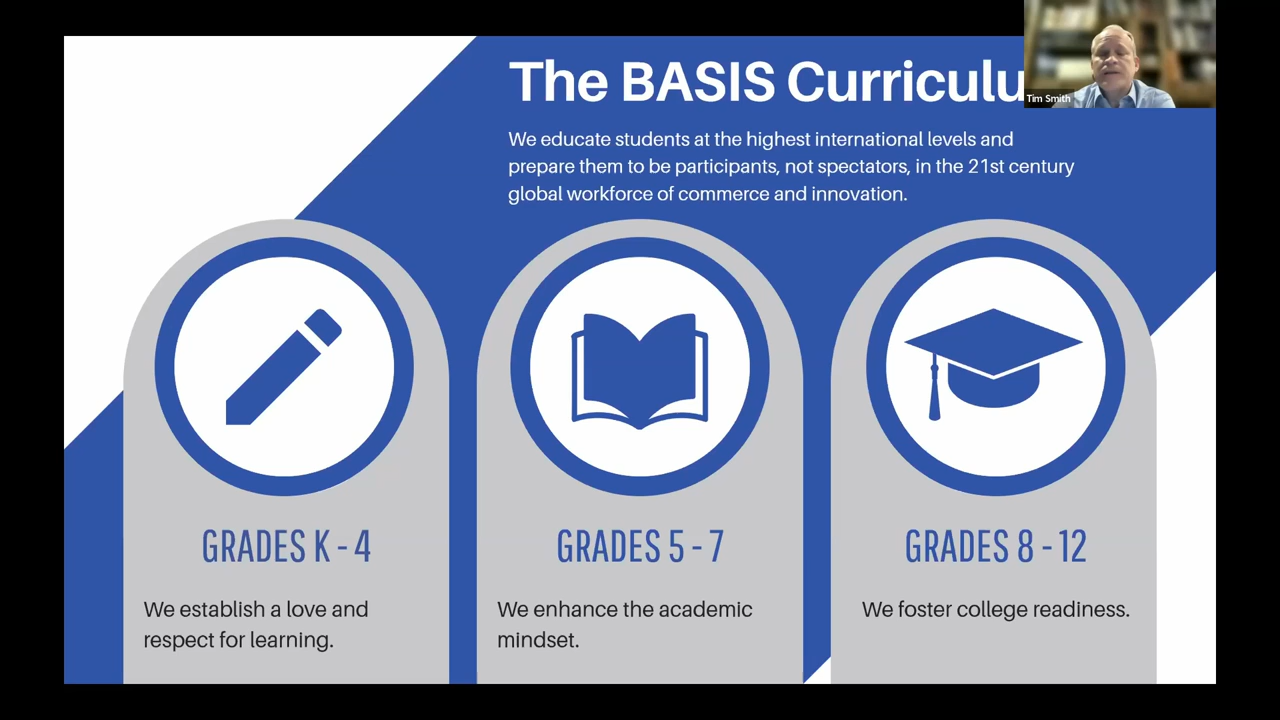 The BASIS Curriculu
Tim Smith
We educate students at the highest international levels and
prepare them to be participants, not spectators, in the 21st century
global workforce of commerce and innovation.
GRADES K - 4
We establish a love and
respect for learning.
GRADES 5 - 7
We enhance the academic
mindset.
GRADES 8 - 12
We foster college readiness.